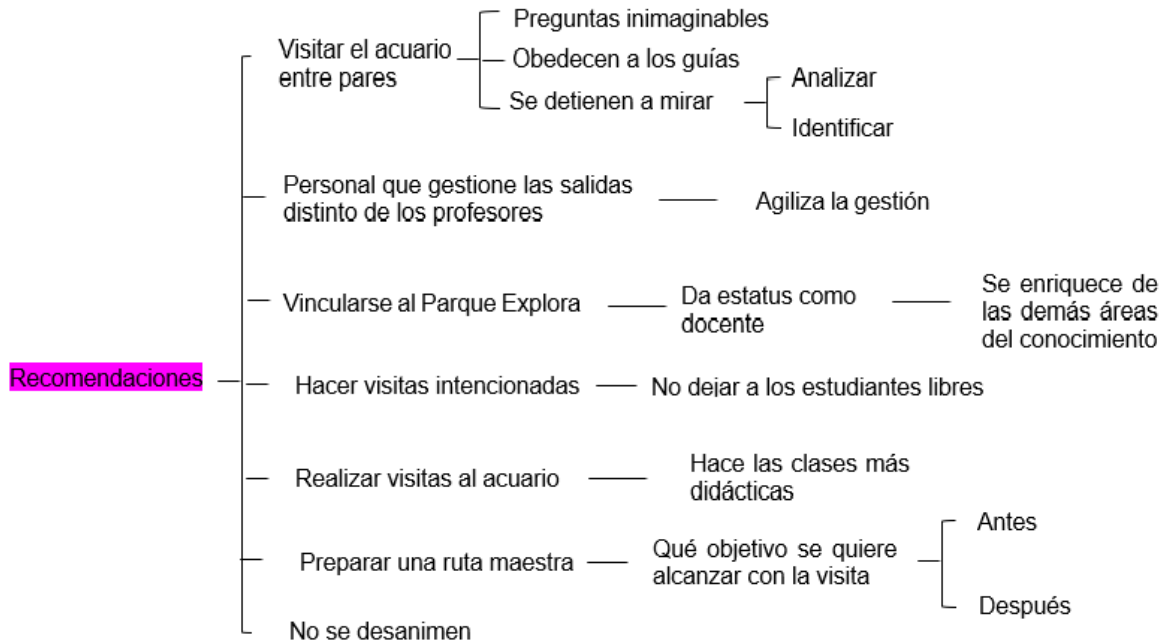 Preguntas inimaginables
Visitar el acuario
entre pares
Obedecen a los guías
Se detienen a mirar
Analizar
Identificar
Personal que gestione las salidas
distinto de los profesores
Agiliza la gestión
Vincularse al Parque Explora
Da estatus como
docente
Se enriquece de
las demás áreas
del conocimiento
Recomendaciones
Hacer visitas intencionadas
No dejar a los estudiantes libres
Realizar visitas al acuario
Hace las clases más
didácticas
Preparar una ruta maestra
Qué objetivo se quiere
alcanzar con la visita
Antes
Después
No se desanimen